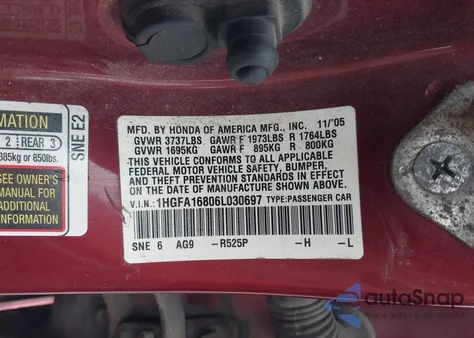 MATION
2 REAR 3
385kg or 850lbs.
SEE OWNER'S
MANUAL FOR
ADDITIONAL
INFORMATION
SNE E2
MFD. BY HONDA OF AMERICA MFG., INC. 11/'05
GVWR 3737LBS GAWR F 1973LBS R 1764LBS
GVWR 1695KG GAWR F 895KG R 800KG
THIS VEHICLE CONFORMS TO ALL APPLICABLE
FEDERAL MOTOR VEHICLE SAFETY, BUMPER,
AND THEFT PREVENTION STANDARDS IN EFFECT ON
THE DATE OF MANUFACTURE SHOWN ABOVE.
V.I.N.: 1HGFA16806L030697 TYPE:PASSENGER CAR
SNE 6 AG9 -R525P -H -L
autoSnap